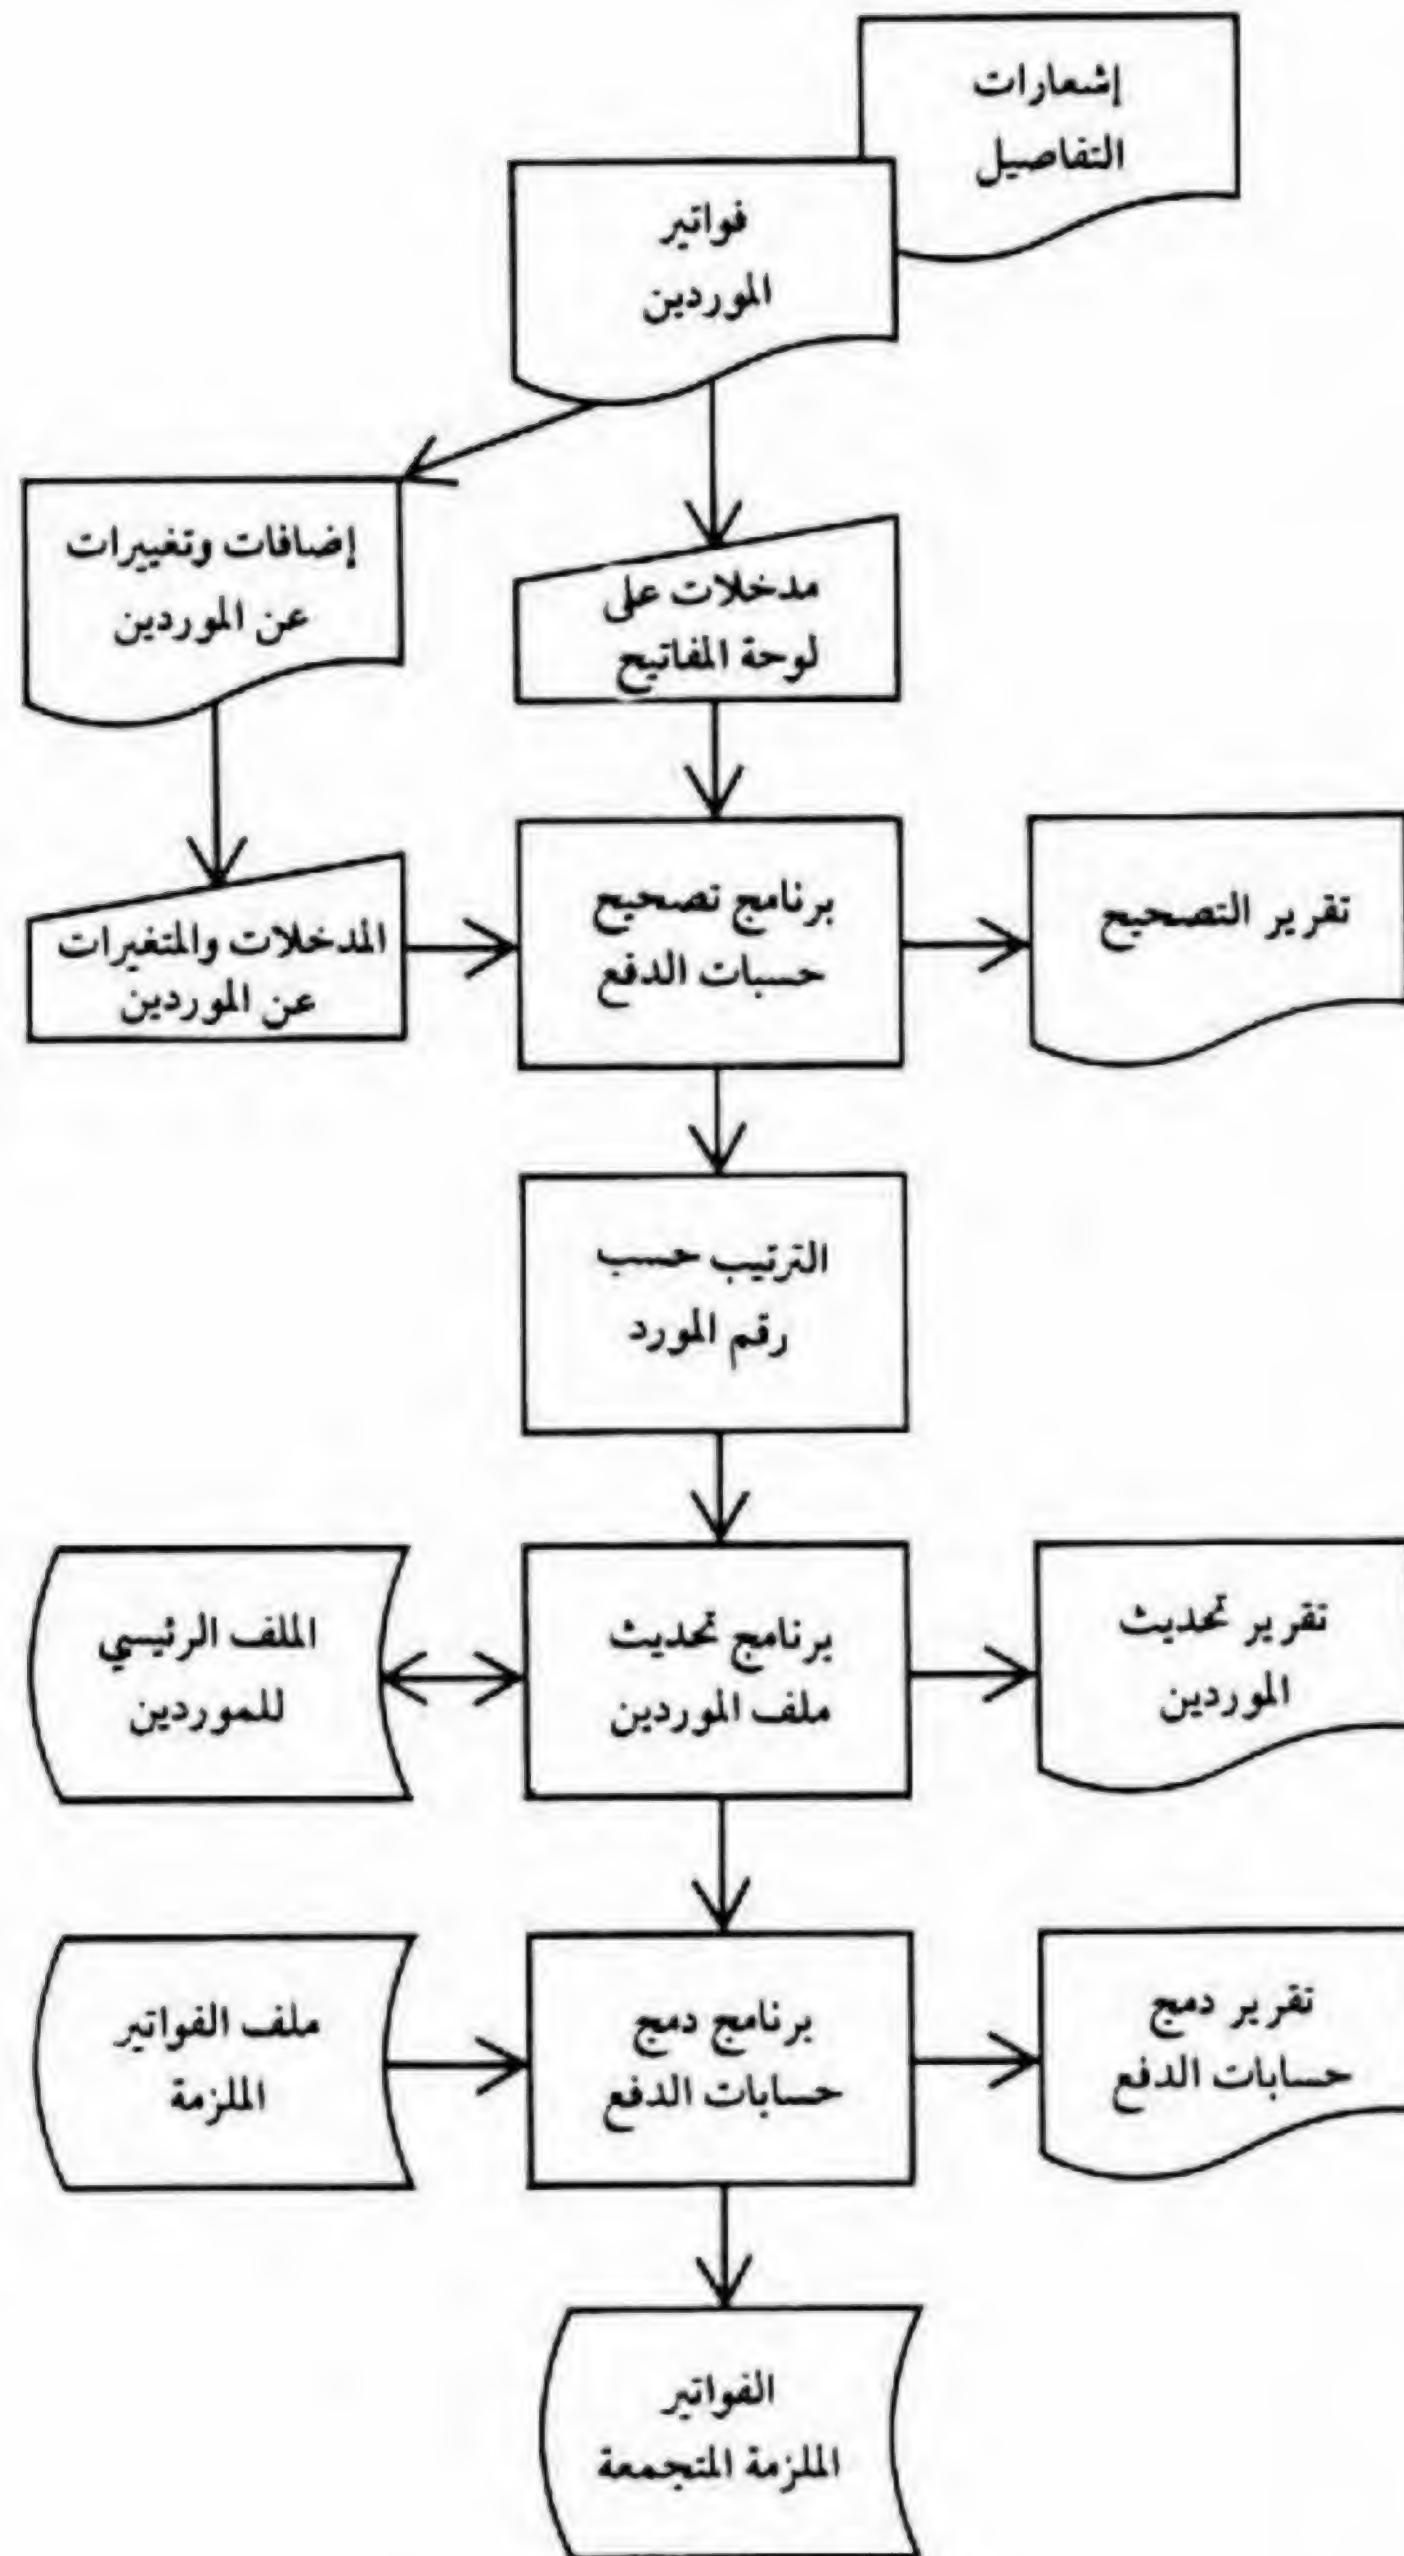 إشعارات
التفاصيل
فواتير
الموردين
إضافات وتغييرات
عن الموردين
مدخلات على
لوحة المفاتيح
المدخلات والمتغيرات
عن الموردين
برنامج تصحيح
حسبات الدفع
تقرير التصحيح
الترتيب حسب
رقم المورد
الملف الرئيسي
للموردين
برنامج تحديث
ملف الموردين
تقرير تحديث
الموردين
ملف الفواتير
الملزمة
برنامج دمج
حسابات الدفع
تقرير دمج
حسابات الدفع
الفواتير
الملزمة المتجمعة